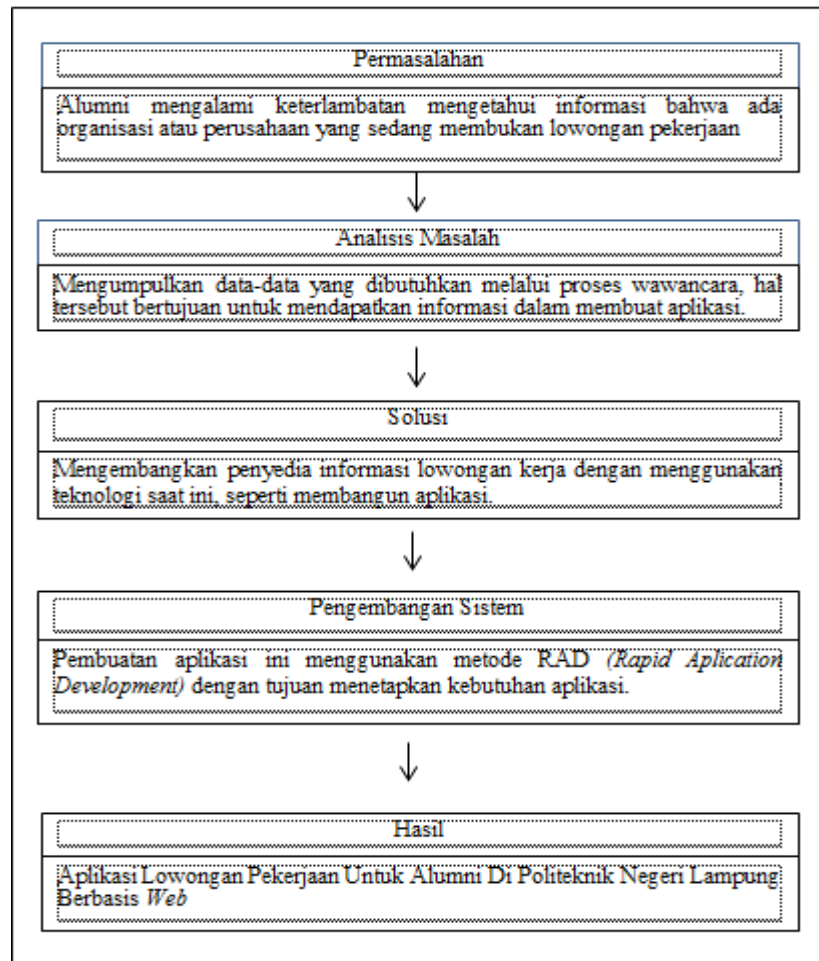 Permasalahan
Alumni mengalami keterlambatan mengetahui informasi bahwa ada
organisasi atau perusahaan yang sedang membukan lowongan pekerjaan
Analisis Masalah
Mengumpulkan data-data yang dibutuhkan melalui proses wawancara, hal
tersebut bertujuan untuk mendapatkan informasi dalam membuat aplikasi.
Solusi
Mengembangkan penyedia informasi lowongan kerja dengan menggunakan
teknologi saat ini, seperti membangun aplikasi.
Pengembangan Sistem
Pembuatan aplikasi ini menggunakan metode RAD (Rapid Aplication
Development) dengan tujuan menetapkan kebutuhan aplikasi.
Hasil
Aplikasi Lowongan Pekerjaan Untuk Alumni Di Politeknik Negeri Lampung
Berbasis Web